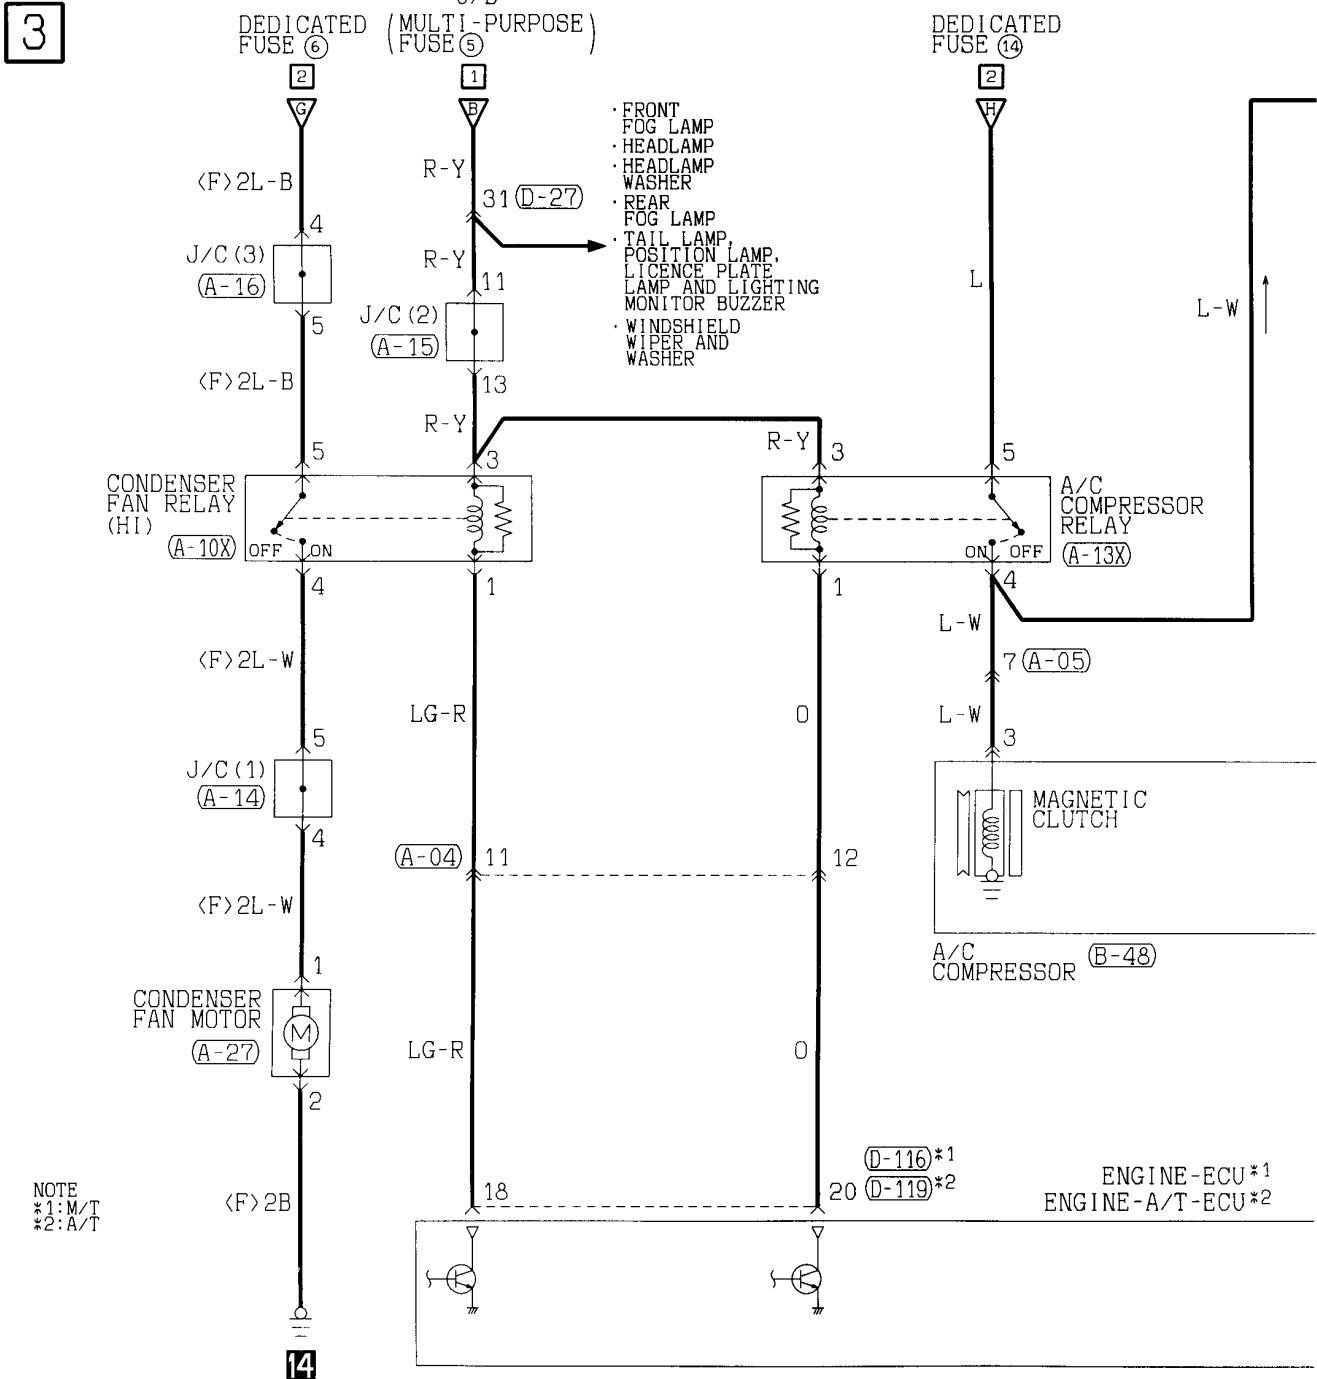 3
DEDICATED
FUSE ⑥
(MULTI-PURPOSE)
FUSE ⑤
DEDICATED
FUSE ⑭
2
1
2
G
B
H
· FRONT
FOG LAMP
· HEADLAMP
· HEADLAMP
WASHER
· REAR
FOG LAMP
· TAIL LAMP,
POSITION LAMP,
LICENCE PLATE
LAMP AND LIGHTING
MONITOR BUZZER
· WINDSHIELD
WIPER AND
WASHER
<F>2L-B
R-Y
31 (D-27)
4
J/C(3)
(A-16)
R-Y
11
L
L-W
5
J/C(2)
(A-15)
<F>2L-B
13
R-Y
R-Y
5
3
3
5
CONDENSER
FAN RELAY
(HI)
(A-10X)
OFF
ON
ON
OFF
A/C
COMPRESSOR
RELAY
(A-13X)
4
1
1
4
L-W
<F>2L-W
7 (A-05)
LG-R
O
L-W
5
3
J/C(1)
(A-14)
MAGNETIC
CLUTCH
4
(A-04) 11
12
<F>2L-W
A/C
COMPRESSOR
(B-48)
1
CONDENSER
FAN MOTOR
(A-27)
M
LG-R
O
2
(D-116)*1
20 (D-119)*2
ENGINE-ECU*1
ENGINE-A/T-ECU*2
18
NOTE
*1:M/T
*2:A/T
<F>2B
14